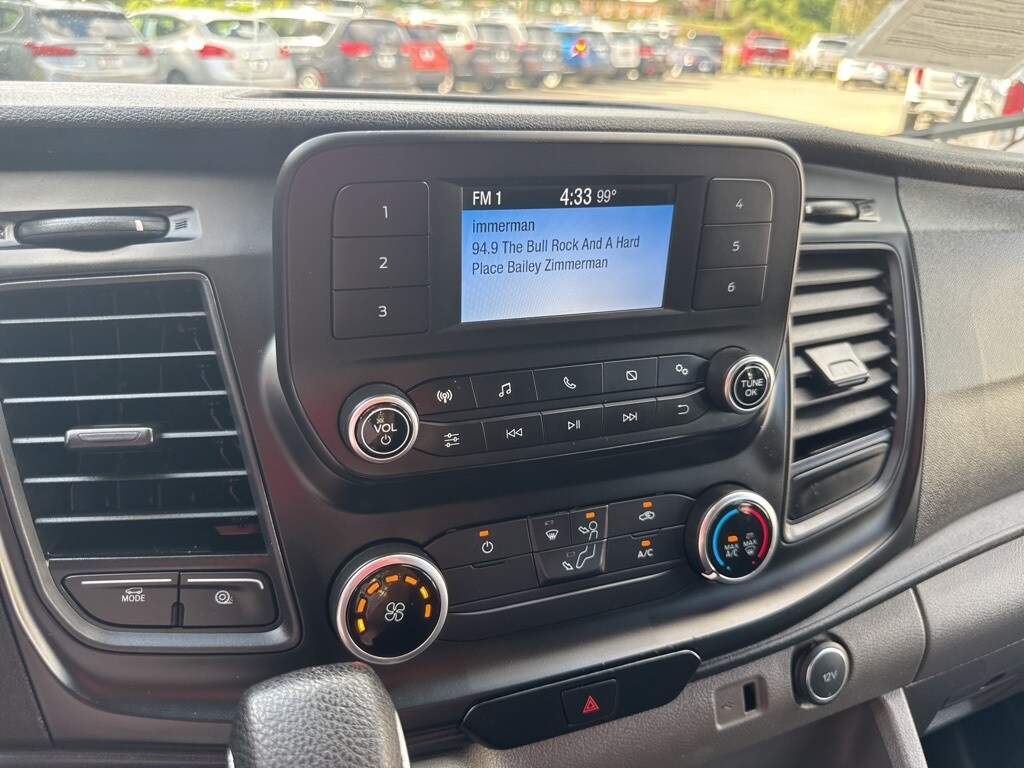 FM 1 4:33 99°
immerman
94.9 The Bull Rock And A Hard
Place Bailey Zimmerman
1
2
3
4
5
6
VOL
TUNE
OK
A/C
MAX A/C
MAX
MODE
12V